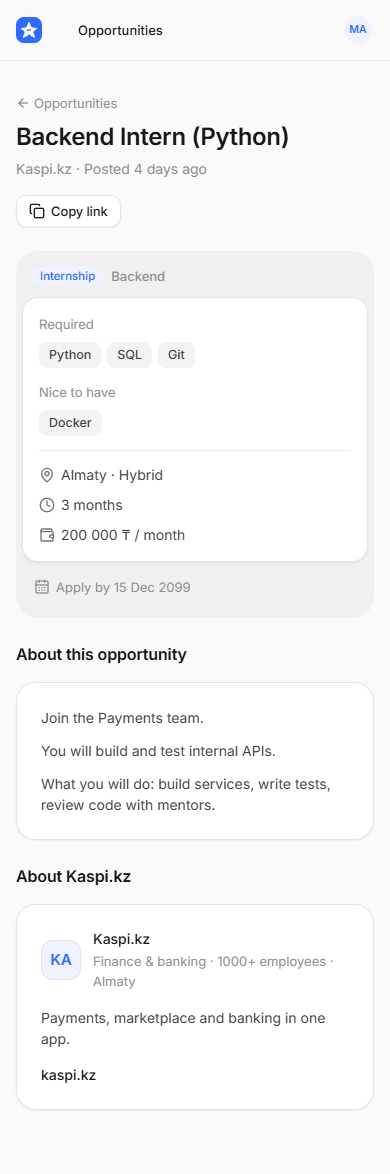 Opportunities
MA
Opportunities
Backend Intern (Python)
Kaspi.kz · Posted 4 days ago
Copy link
Internship Backend
Required
Python SQL Git
Nice to have
Docker
Almaty · Hybrid
3 months
200 000 ₸ / month
Apply by 15 Dec 2099
About this opportunity
Join the Payments team.
You will build and test internal APIs.
What you will do: build services, write tests,
review code with mentors.
About Kaspi.kz
KA
Kaspi.kz
Finance & banking · 1000+ employees ·
Almaty
Payments, marketplace and banking in one
app.
kaspi.kz